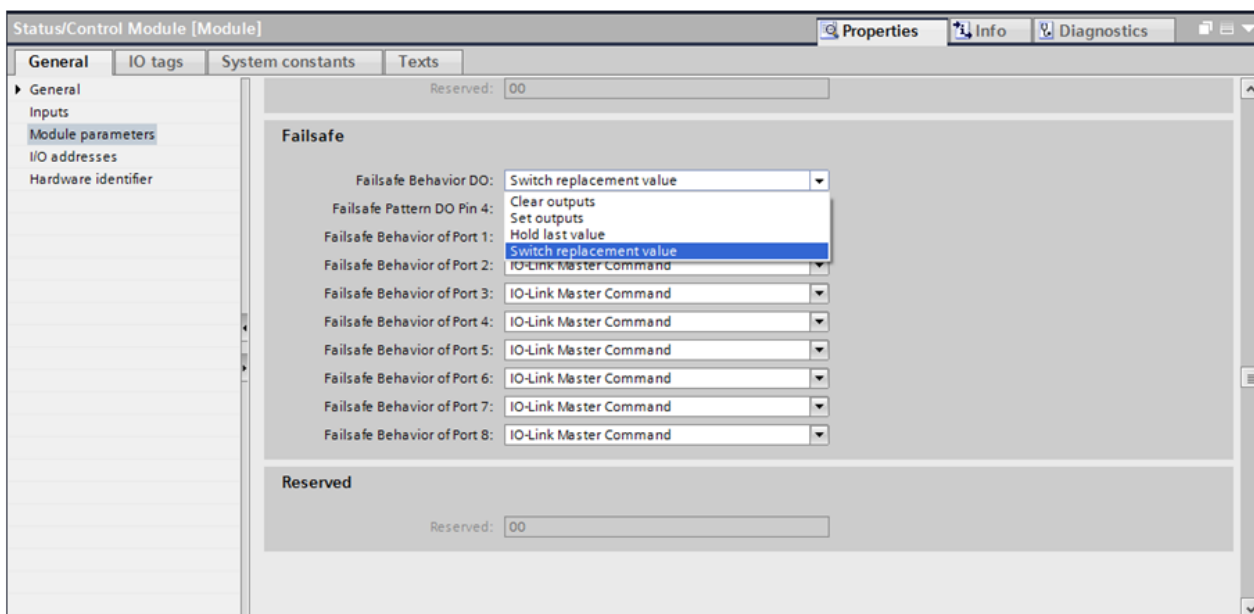 Status/Control Module [Module]
Properties
Info
Diagnostics
General
IO tags
System constants
Texts
General
Inputs
Module parameters
I/O addresses
Hardware identifier
Reserved: 00
Failsafe
Failsafe Behavior DO: Switch replacement value
Clear outputs
Failsafe Pattern DO Pin 4:
Set outputs
Hold last value
Failsafe Behavior of Port 1:
Switch replacement value
Failsafe Behavior of Port 2: IO-Link Master Command
Failsafe Behavior of Port 3: IO-Link Master Command
Failsafe Behavior of Port 4: IO-Link Master Command
Failsafe Behavior of Port 5: IO-Link Master Command
Failsafe Behavior of Port 6: IO-Link Master Command
Failsafe Behavior of Port 7: IO-Link Master Command
Failsafe Behavior of Port 8: IO-Link Master Command
Reserved
Reserved: 00